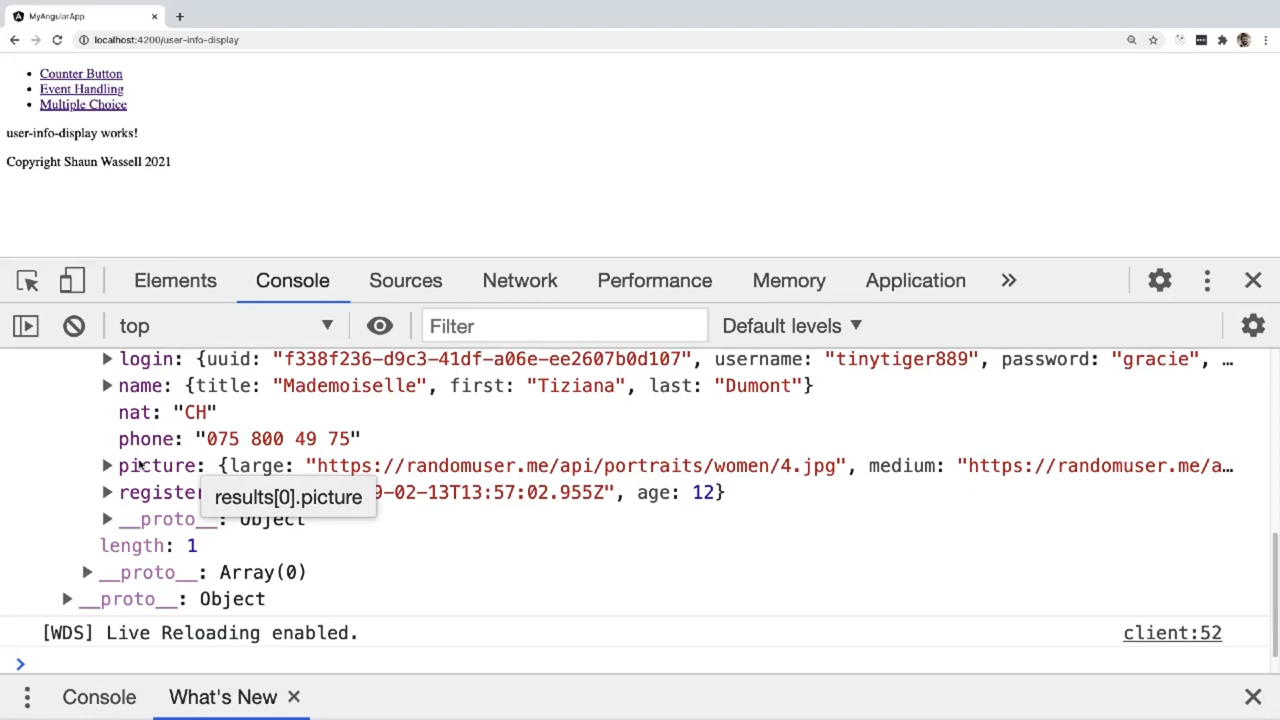 MyAngularApp
localhost:4200/user-info-display
Counter Button
Event Handling
Multiple Choice
user-info-display works!
Copyright Shaun Wassell 2021
Elements Console Sources Network Performance Memory Application
top Filter Default levels
login: {uuid: "f338f236-d9c3-41df-a06e-ee2607b0d107", username: "tinytiger889", password: "gracie", …
name: {title: "Mademoiselle", first: "Tiziana", last: "Dumont"}
nat: "CH"
phone: "075 800 49 75"
picture: {large: "https://randomuser.me/api/portraits/women/4.jpg", medium: "https://randomuser.me/a…
results[0].picture
register 9-02-13T13:57:02.955Z", age: 12}
__proto__: Object
length: 1
__proto__: Array(0)
__proto__: Object
[WDS] Live Reloading enabled. client:52
Console What's New